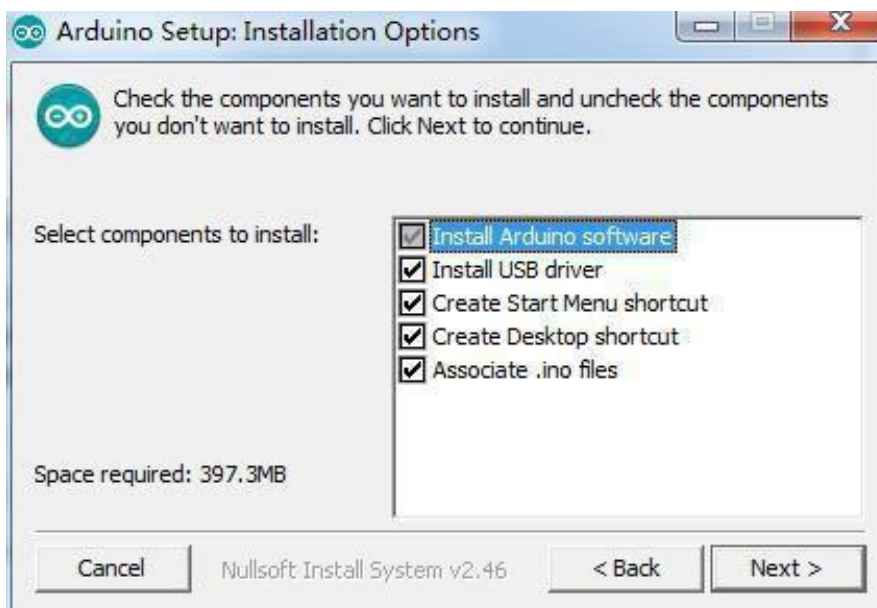 Arduino Setup: Installation Options
Check the components you want to install and uncheck the components
you don't want to install. Click Next to continue.
Select components to install:
Install Arduino software
Install USB driver
Create Start Menu shortcut
Create Desktop shortcut
Associate .ino files
Space required: 397.3MB
Cancel
Nullsoft Install System v2.46
< Back
Next >